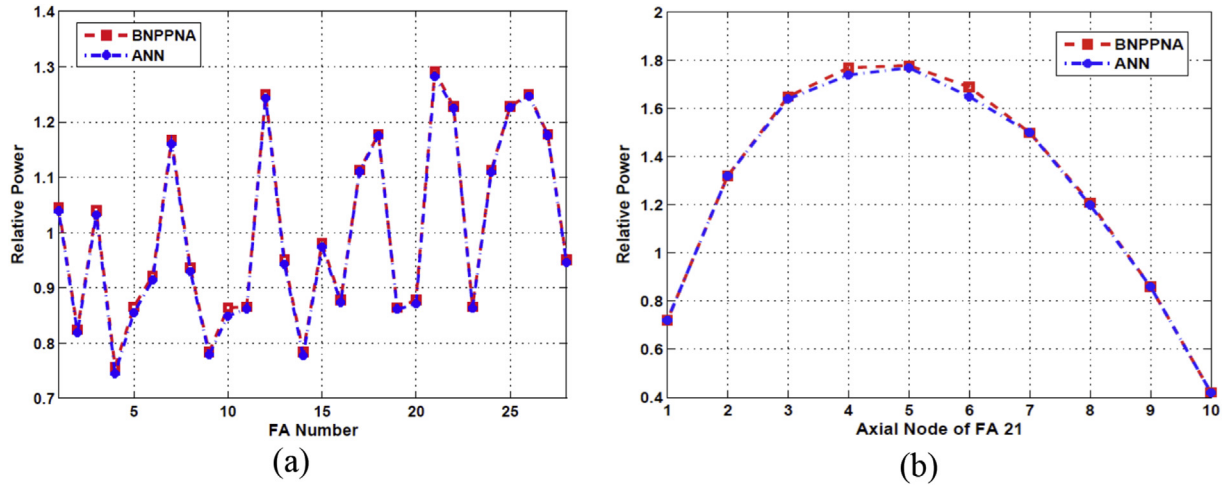 1.4
1.3
1.2
1.1
1
0.9
0.8
0.7
Relative Power
BNPPNA
ANN
5 10 15 20 25
FA Number
(a)
2
1.8
1.6
1.4
1.2
1
0.8
0.6
0.4
Relative Power
BNPPNA
ANN
1 2 3 4 5 6 7 8 9 10
Axial Node of FA 21
(b)